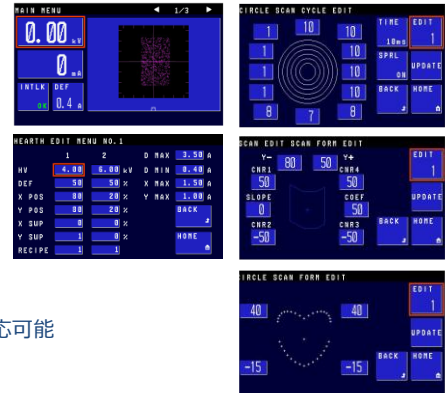 MAIN MENU
◀ 1/3 ▶
0.00 kV
0 mA
INTLK DEF
OK 0.4 A
HEARTH EDIT MENU NO.1
1 2 D MAX 3.50 A
HV 4.00 6.00 kV D MIN 0.40 A
DEF 50 50 % X MAX 1.50 A
X POS 80 20 % Y MAX 1.00 A
Y POS 80 20 % BACK
X SUP 0 0 %
Y SUP 1 0 % HOME
RECIPE 1 1
応可能
CIRCLE SCAN CYCLE EDIT
TIME EDIT
10ms 1
SPRL UPDATE
ON
BACK HOME
1 10 10
1 10
1 10
1 10
8 7 8
SCAN EDIT SCAN FORM EDIT
Y- 80 50 Y+
CNR1 CNR4
50 50
SLOPE COEF
0 50
CNR2 CNR3
-50 -50
EDIT
1
UPDATE
BACK HOME
CIRCLE SCAN FORM EDIT
EDIT
1
40 40
UPDATE
-15 -15
BACK HOME